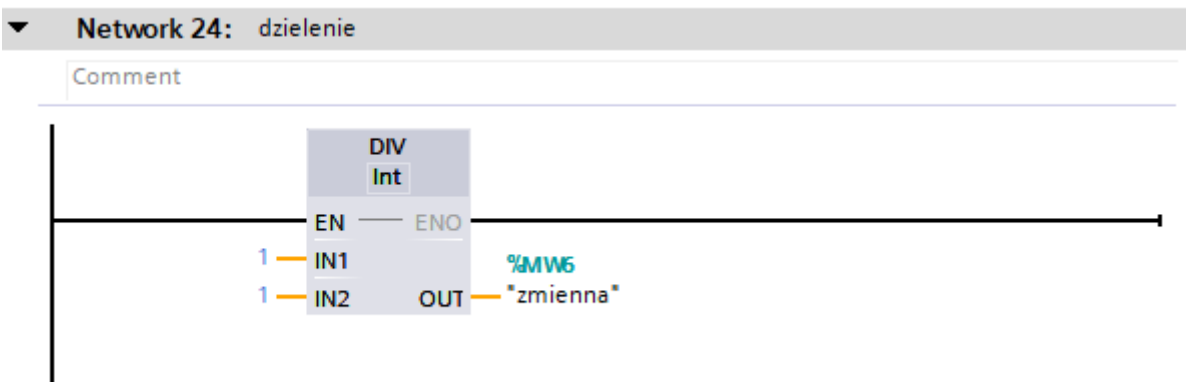 Network 24: dzielenie
Comment
DIV
Int
EN ENO
1 IN1
%MW6
1 IN2 OUT "zmienna"